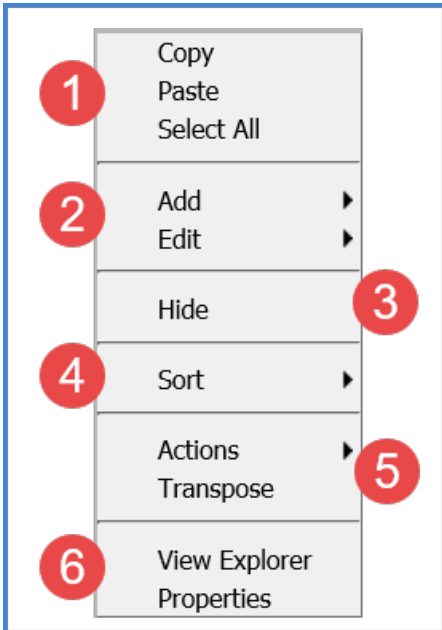 1
Copy
Paste
Select All
2
Add
Edit
3
Hide
4
Sort
Actions
5
Transpose
6
View Explorer
Properties